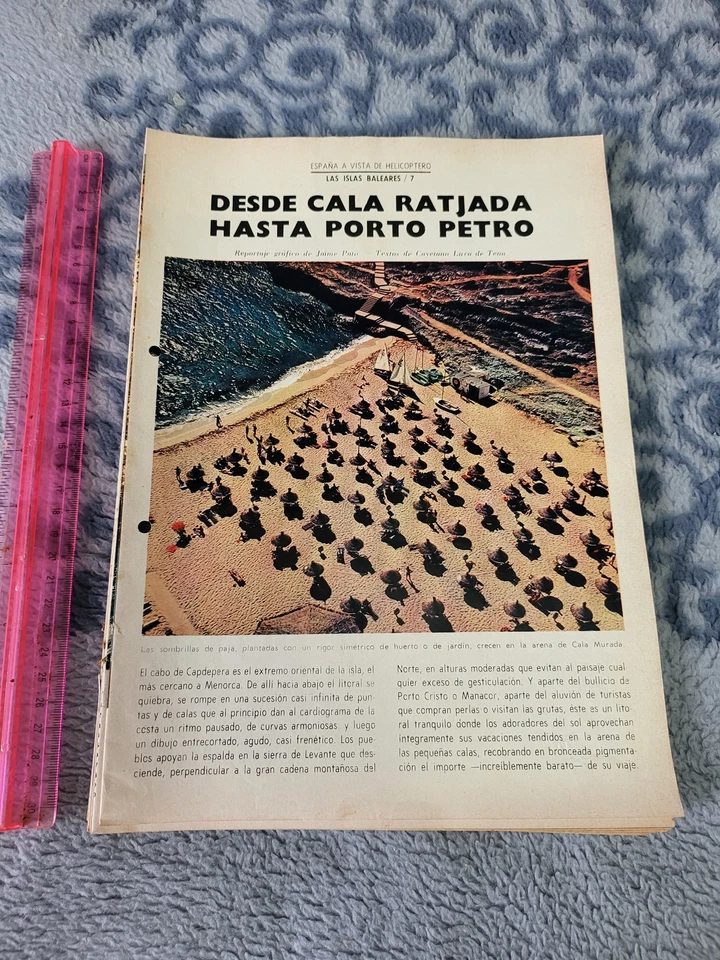 ESPAÑA A VISTA DE HELICOPTERO
LAS ISLAS BALEARES / 7
DESDE CALA RATJADA
HASTA PORTO PETRO
Reportaje gráfico de Jaime Pato Textos de Cayetano Luca de Tena
Las sombrillas de paja, plantadas con un rigor simétrico de huerto o de jardín, crecen en la arena de Cala Murada.
El cabo de Capdepera es el extremo oriental de la isla, el
más cercano a Menorca. De allí hacia abajo el litoral se
quiebra, se rompe en una sucesión casi infinita de pun-
tas y de calas que al principio dan al cardiograma de la
costa un ritmo pausado, de curvas armoniosas y luego
un dibujo entrecortado, agudo, casi frenético. Los pue-
blos apoyan la espalda en la sierra de Levante que des-
ciende, perpendicular a la gran cadena montañosa del
Norte, en alturas moderadas que evitan al paisaje cual
quier exceso de gesticulación. Y aparte del bullicio de
Porto Cristo o Manacor, aparte del aluvión de turistas
que compran perlas o visitan las grutas, éste es un lito-
ral tranquilo donde los adoradores del sol aprovechan
íntegramente sus vacaciones tendidos en la arena de
las pequeñas calas, recobrando en bronceada pigmenta-
ción el importe —increíblemente barato— de su viaje.